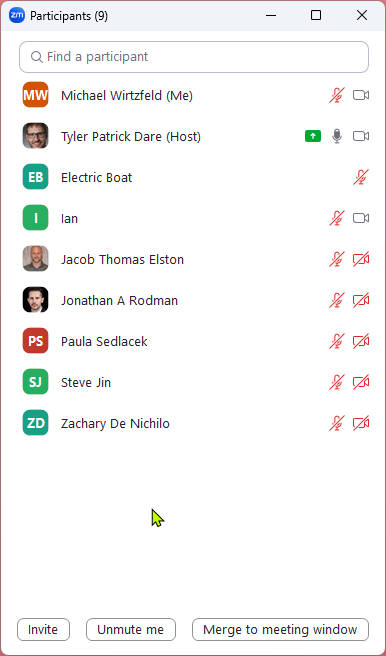 zm Participants (9)
Find a participant
MW Michael Wirtzfeld (Me)
Tyler Patrick Dare (Host)
EB Electric Boat
I Ian
Jacob Thomas Elston
Jonathan A Rodman
PS Paula Sedlacek
SJ Steve Jin
ZD Zachary De Nichilo
Invite Unmute me Merge to meeting window